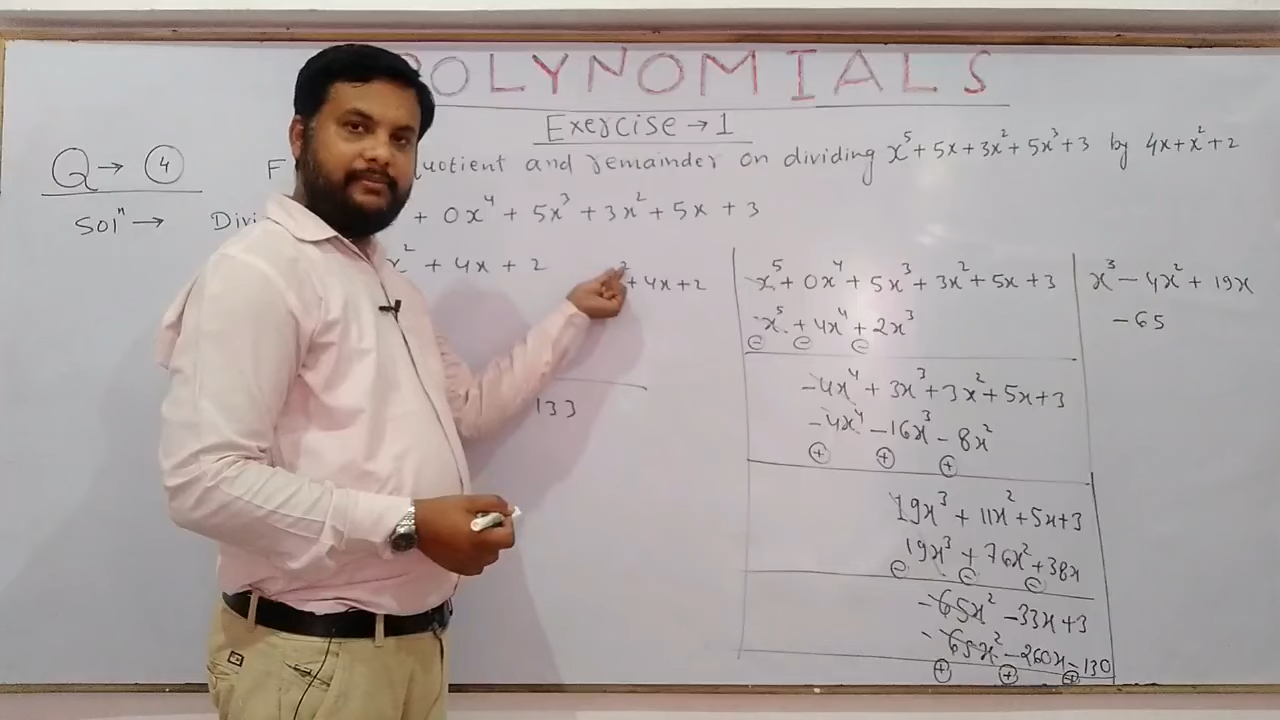 POLYNOMIALS
Exercise → 1
Q → 4 quotient and remainder on dividing x⁵ + 5x + 3x² + 5x³ + 3 by 4x + x² + 2
Solⁿ → + 0x⁴ + 5x³ + 3x² + 5x + 3
x² + 4x + 2
+ 4x + 2
133
x⁵ + 0x⁴ + 5x³ + 3x² + 5x + 3
x⁵ + 4x⁴ + 2x³
⊖ ⊖ ⊖
-4x⁴ + 3x³ + 3x² + 5x + 3
-4x⁴ - 16x³ - 8x²
⊕ ⊕ ⊕
19x³ + 11x² + 5x + 3
19x³ + 76x² + 38x
⊖ ⊖ ⊖
-65x² - 33x + 3
-65x² - 260x - 130
⊕ ⊕ ⊕
x³ - 4x² + 19x
- 65